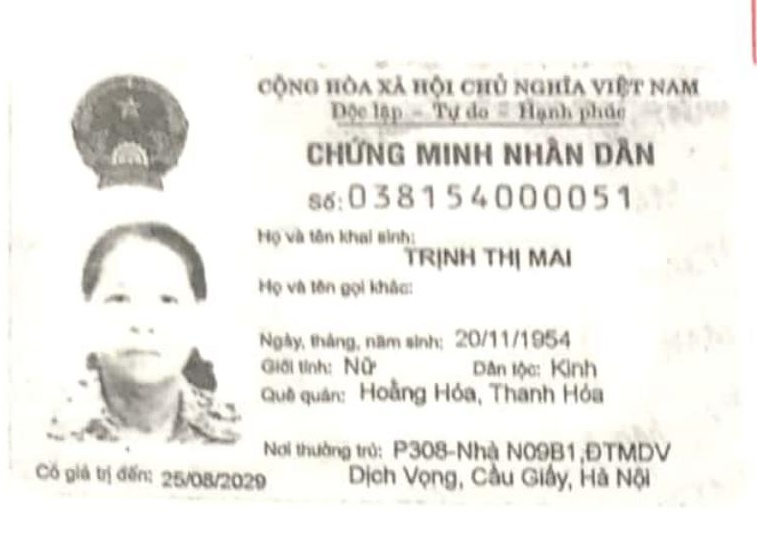 CỘNG HÒA XÃ HỘI CHỦ NGHĨA VIỆT NAM
Độc lập - Tự do - Hạnh phúc
CHỨNG MINH NHÂN DÂN
Số: 038154000051
Họ và tên khai sinh:
TRỊNH THỊ MAI
Họ và tên gọi khác:
Ngày, tháng, năm sinh: 20/11/1954
Giới tính: Nữ Dân tộc: Kinh
Quê quán: Hoằng Hóa, Thanh Hóa
Nơi thường trú: P308-Nhà N09B1,ĐTMDV
Dịch Vọng, Cầu Giấy, Hà Nội
Có giá trị đến: 25/08/2029